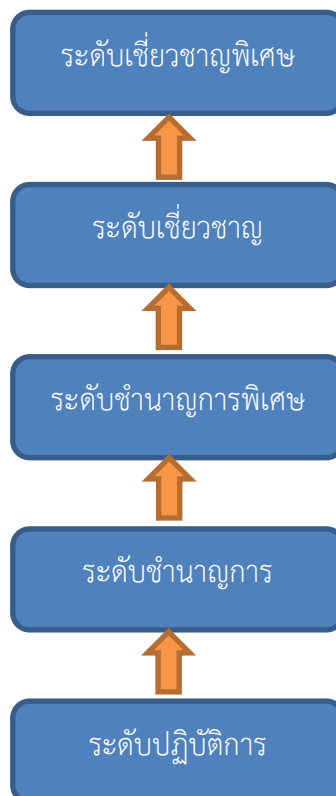 ระดับเชี่ยวชาญพิเศษ
ระดับเชี่ยวชาญ
ระดับชำนาญการพิเศษ
ระดับชำนาญการ
ระดับปฏิบัติการ